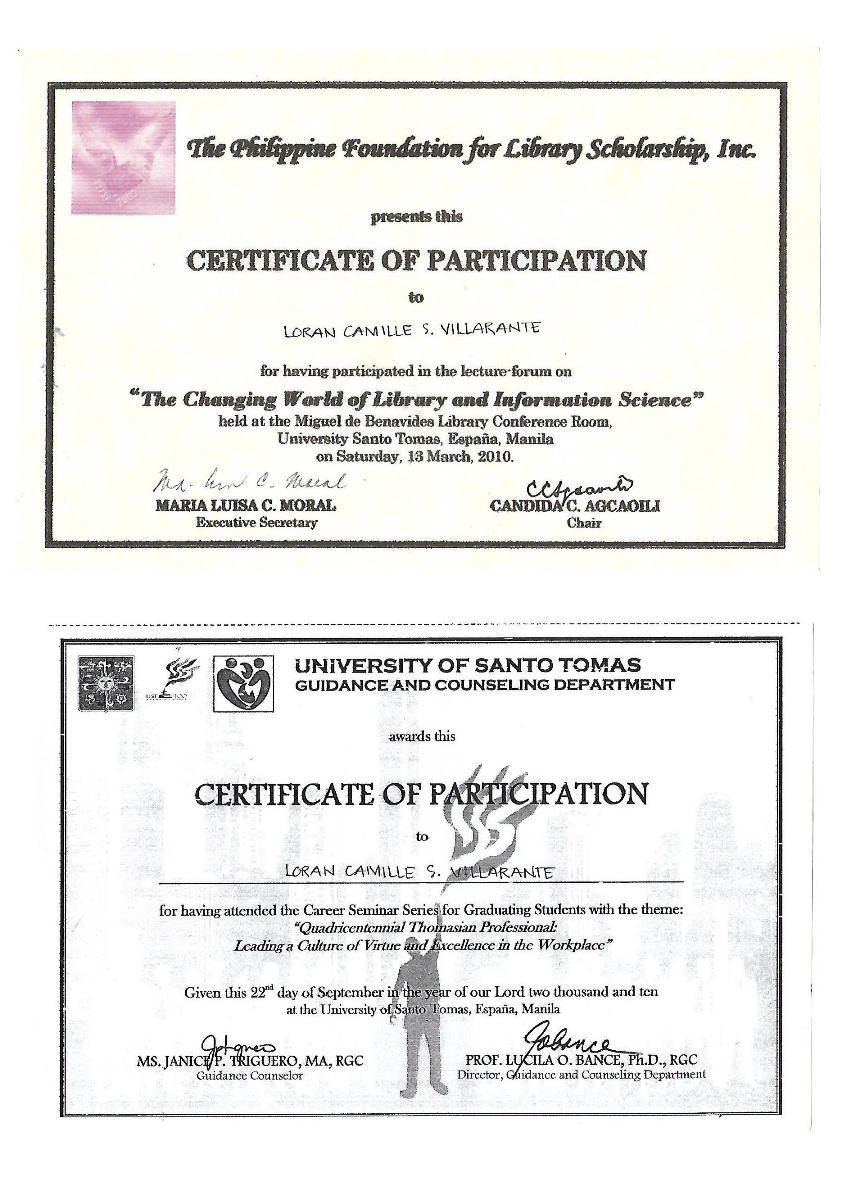 The Philippine Foundation for Library Scholarship, Inc.
presents this
CERTIFICATE OF PARTICIPATION
to
LORAN CAMILLE S. VILLARANTE
for having participated in the lecture-forum on
“The Changing World of Library and Information Science”
held at the Miguel de Benavides Library Conference Room,
University Santo Tomas, España, Manila
on Saturday, 13 March, 2010.
MARIA LUISA C. MORAL
Executive Secretary
CCAgcaoili
CANDIDA C. AGCAOILI
Chair
UNIVERSITY OF SANTO TOMAS
GUIDANCE AND COUNSELING DEPARTMENT
awards this
CERTIFICATE OF PARTICIPATION
to
LORAN CAMILLE S. VILLARANTE
for having attended the Career Seminar Series for Graduating Students with the theme:
“Quadricentennial Thomasian Professional:
Leading a Culture of Virtue and Excellence in the Workplace”
Given this 22nd day of September in the year of our Lord two thousand and ten
at the University of Santo Tomas, España, Manila
MS. JANICE P. TRIGUERO, MA, RGC
Guidance Counselor
PROF. LUCILA O. BANCE, Ph.D., RGC
Director, Guidance and Counseling Department